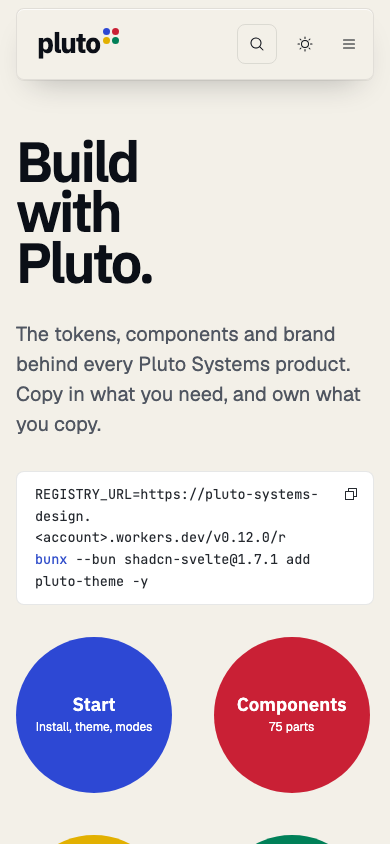 pluto
Build
with
Pluto.
The tokens, components and brand
behind every Pluto Systems product.
Copy in what you need, and own what
you copy.
REGISTRY_URL=https://pluto-systems-
design.
<account>.workers.dev/v0.12.0/r
bunx --bun shadcn-svelte@1.7.1 add
pluto-theme -y
Start
Install, theme, modes
Components
75 parts